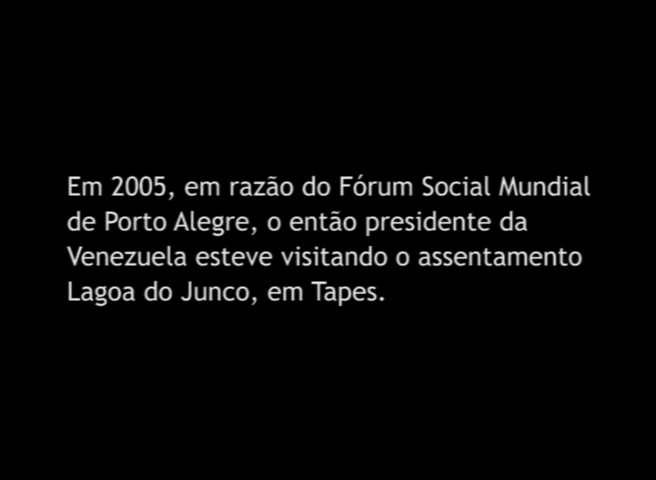 Em 2005, em razão do Fórum Social Mundial
de Porto Alegre, o então presidente da
Venezuela esteve visitando o assentamento
Lagoa do Junco, em Tapes.